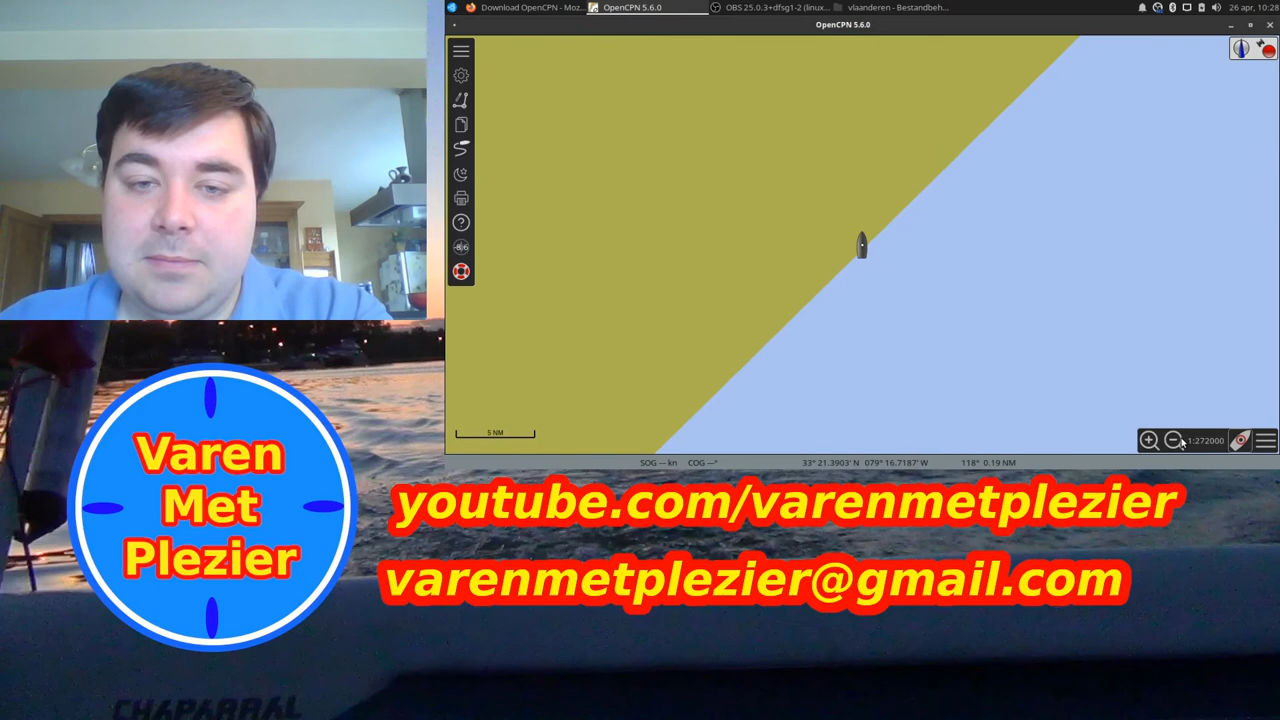 Download OpenCPN - Moz...
OpenCPN 5.6.0
OBS 25.0.3+dfsg1-2 (linux...
vlaanderen - Bestandbeh...
26 apr, 10:28
OpenCPN 5.6.0
5 NM
1:272000
SOG --- kn COG ---° 33° 21.3903' N 079° 16.7187' W 118° 0.19 NM
Varen
Met
Plezier
youtube.com/varenmetplezier
varenmetplezier@gmail.com
CHAPARRAL